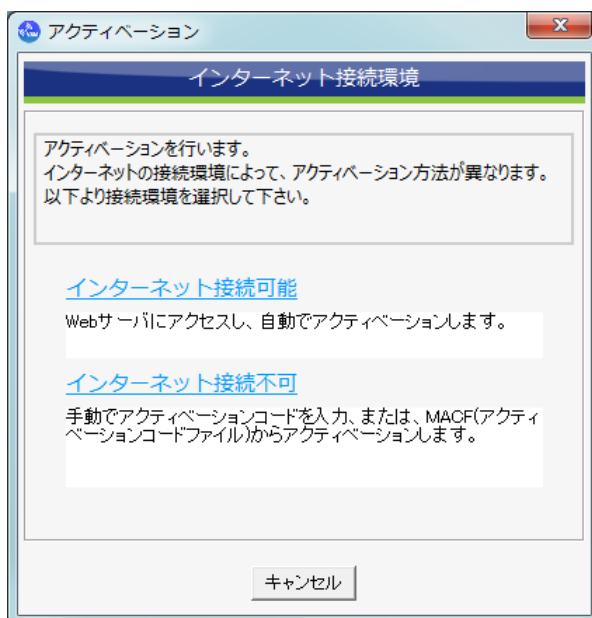 アクティベーション
インターネット接続環境
アクティベーションを行います。
インターネットの接続環境によって、アクティベーション方法が異なります。
以下より接続環境を選択して下さい。
インターネット接続可能
Webサーバにアクセスし、自動でアクティベーションします。
インターネット接続不可
手動でアクティベーションコードを入力、または、MACF(アクティ
ベーションコードファイル)からアクティベーションします。
キャンセル